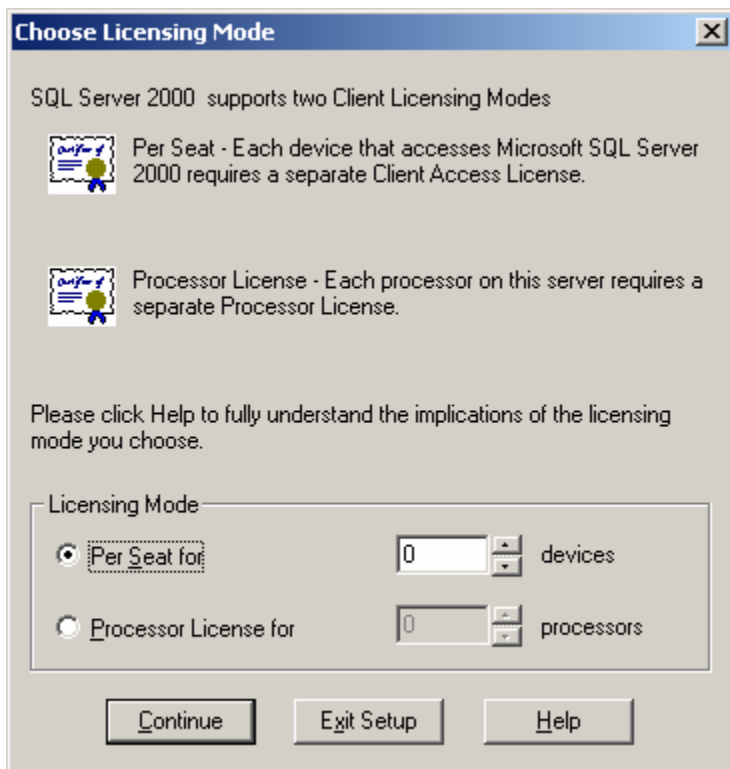 Choose Licensing Mode
SQL Server 2000 supports two Client Licensing Modes
Per Seat - Each device that accesses Microsoft SQL Server
2000 requires a separate Client Access License.
Processor License - Each processor on this server requires a
separate Processor License.
Please click Help to fully understand the implications of the licensing
mode you choose.
Licensing Mode
Per Seat for 0 devices
Processor License for 0 processors
Continue Exit Setup Help